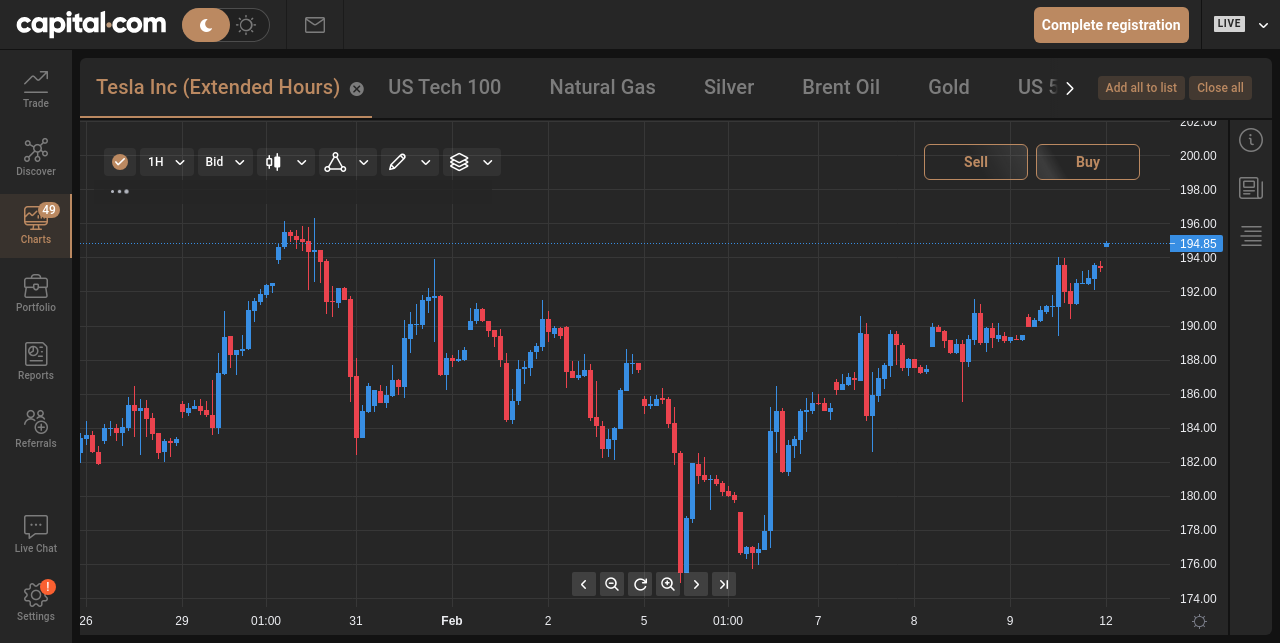 capital.com
Complete registration
LIVE
Trade
Discover
49
Charts
Portfolio
Reports
Referrals
Live Chat
!
Settings
Tesla Inc (Extended Hours)
US Tech 100
Natural Gas
Silver
Brent Oil
Gold
US 5
Add all to list
Close all
1H
Bid
Sell
Buy
202.00
200.00
198.00
196.00
194.85
194.00
192.00
190.00
188.00
186.00
184.00
182.00
180.00
178.00
176.00
174.00
26
29
01:00
31
Feb
2
5
01:00
7
8
9
12